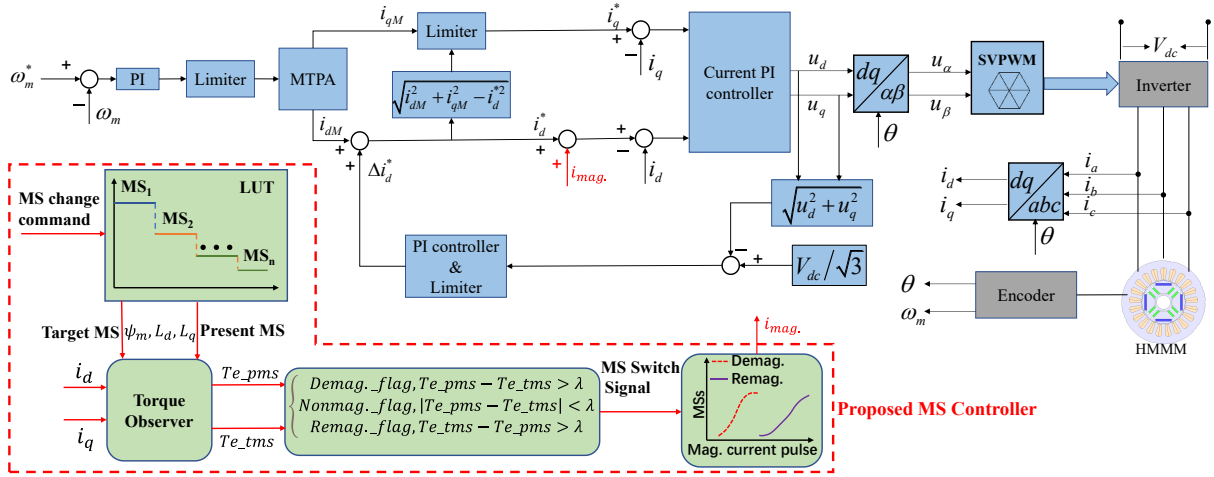 ω*m
+
−
ωm
PI
Limiter
MTPA
iqM
idM
Limiter
√(i²dM + i²qM − i*²d)
+
+
Δi*d
i*q
+
−
iq
i*d
+
+
imag.
+
−
id
Current PI
controller
ud
uq
dq
αβ
θ
uα
uβ
SVPWM
Vdc
Inverter
ia
ib
ic
dq
abc
id
iq
θ
√(u²d + u²q)
−
+
Vdc/√3
PI controller
&
Limiter
Encoder
θ
ωm
HMMM
MS change
command
LUT
MS1
MS2
• • •
MSn
Target MS
ψm, Ld, Lq
Present MS
id
iq
Torque
Observer
Te_pms
Te_tms
Demag._flag, Te_pms − Te_tms > λ
Nonmag._flag, |Te_pms − Te_tms| < λ
Remag._flag, Te_tms − Te_pms > λ
MS Switch
Signal
imag.
Demag.
Remag.
MSs
Mag. current pulse
Proposed MS Controller